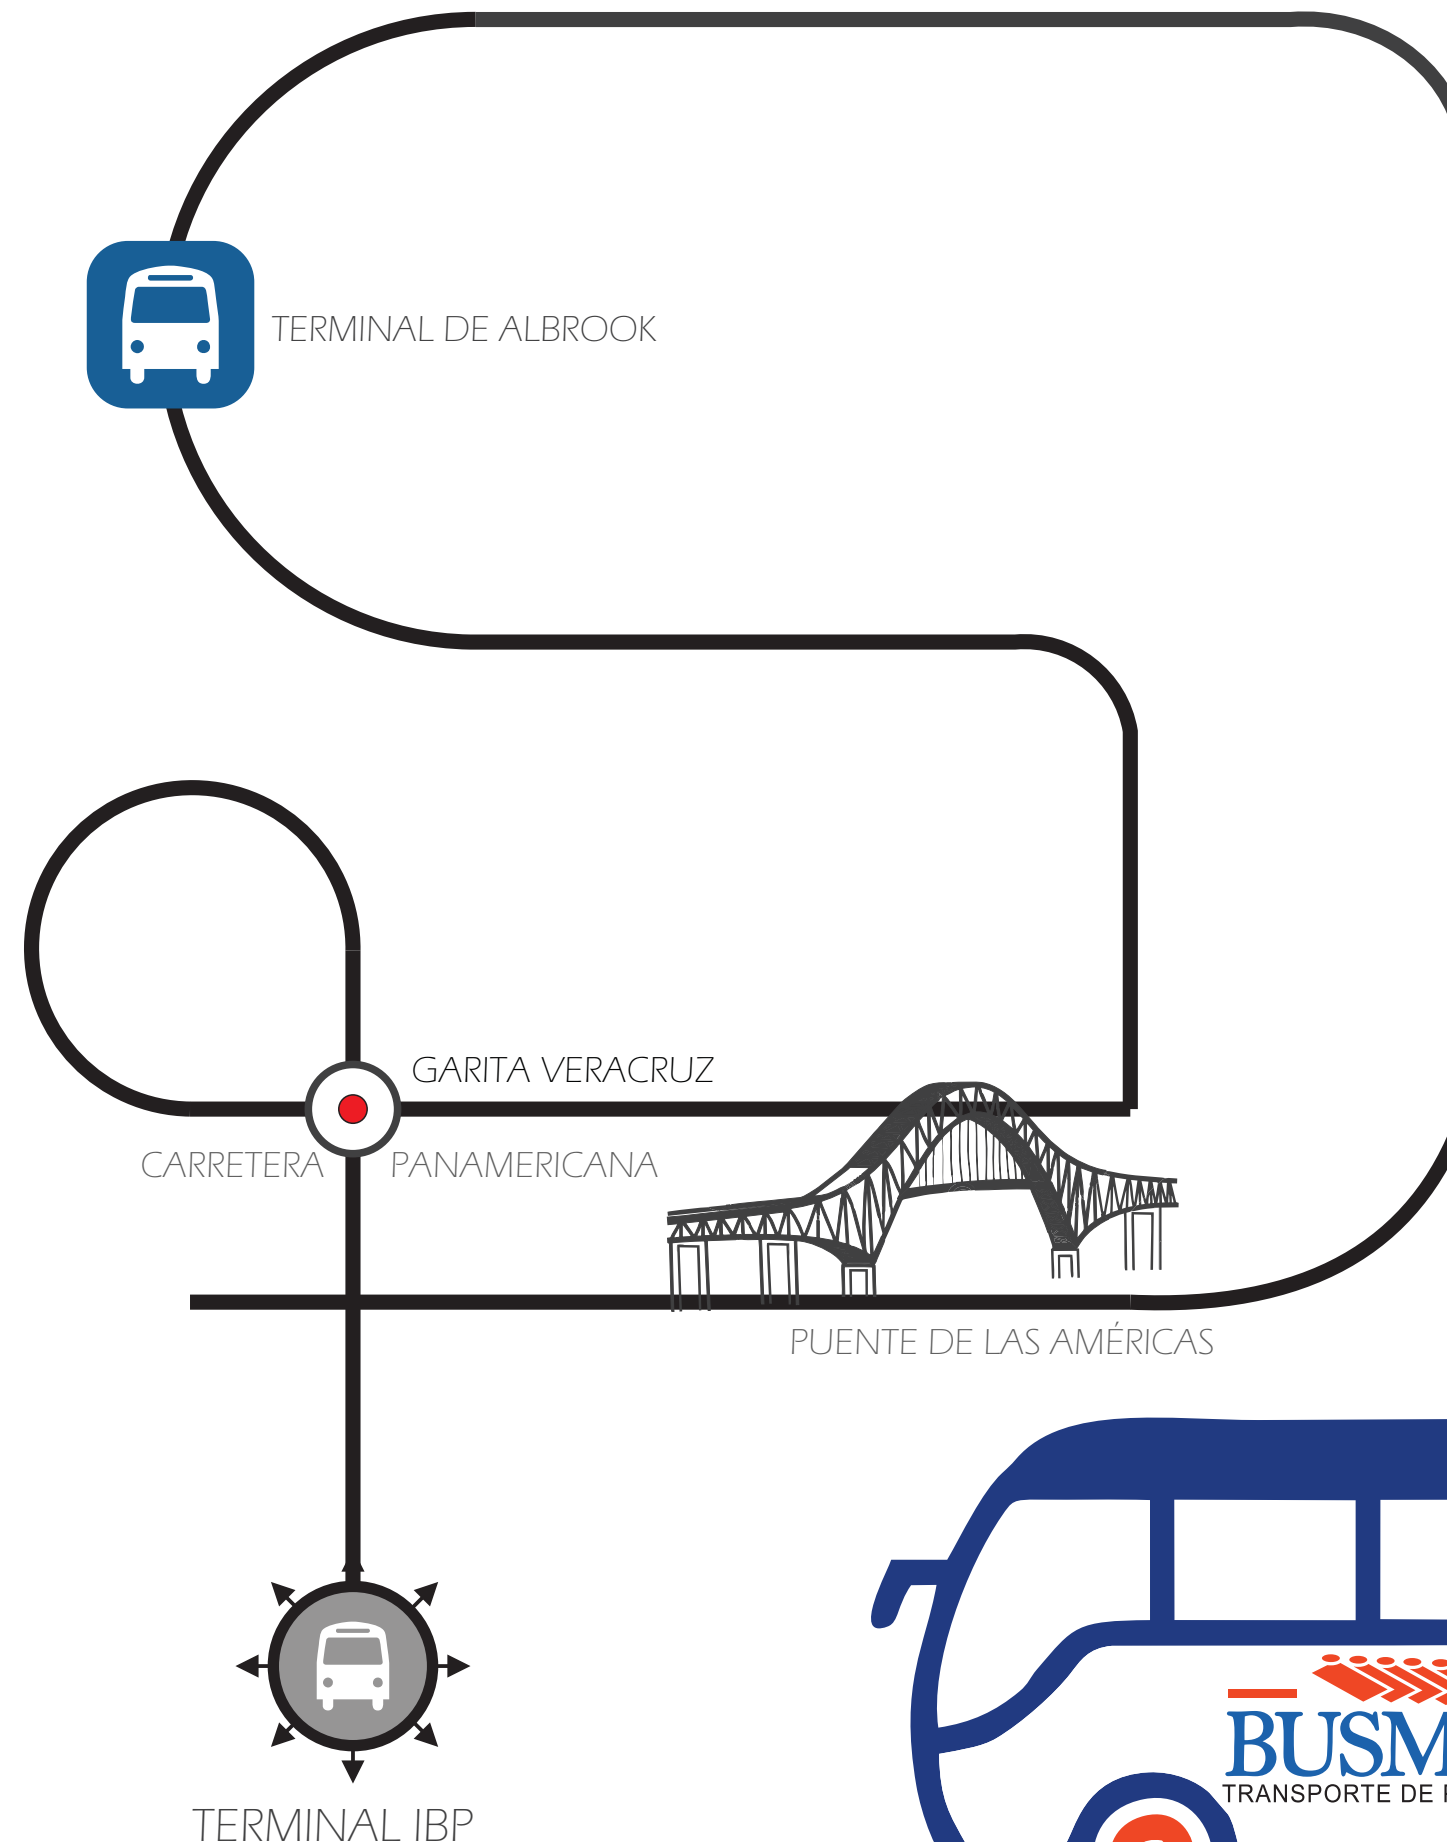 TERMINAL DE ALBROOK
GARITA VERACRUZ
CARRETERA PANAMERICANA
PUENTE DE LAS AMÉRICAS
BUSM
TRANSPORTE DE
TERMINAL IBP